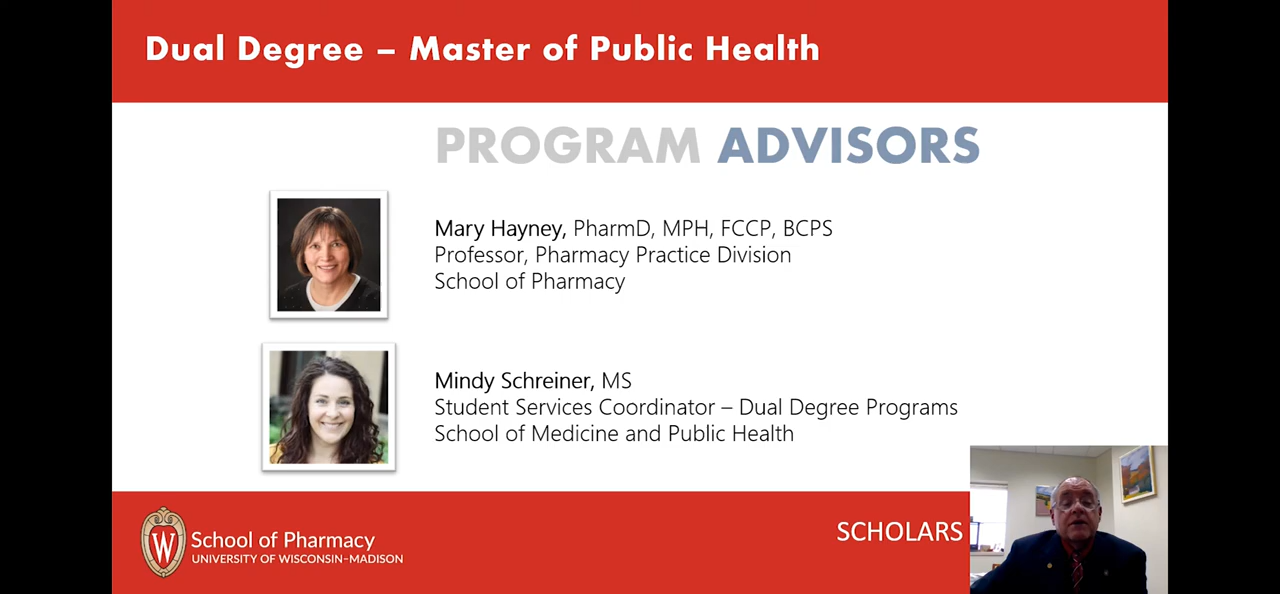 Dual Degree – Master of Public Health
PROGRAM ADVISORS
Mary Hayney, PharmD, MPH, FCCP, BCPS
Professor, Pharmacy Practice Division
School of Pharmacy
Mindy Schreiner, MS
Student Services Coordinator – Dual Degree Programs
School of Medicine and Public Health
W
School of Pharmacy
UNIVERSITY OF WISCONSIN–MADISON
SCHOLARS